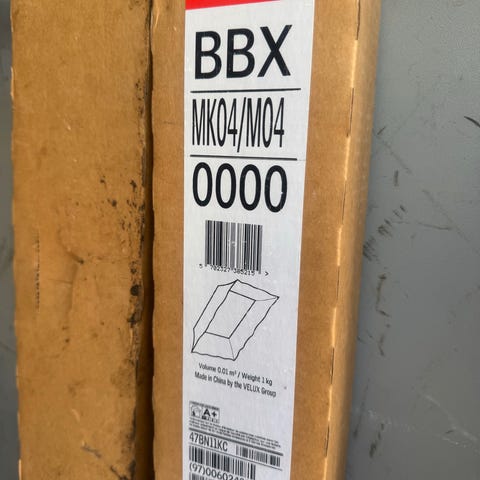 BBX
MK04/M04
0000
5 702327 385215 >
Volume 0.01 m³ / Weight 1 kg
Made in China by the VELUX Group
A+
47BN11KC